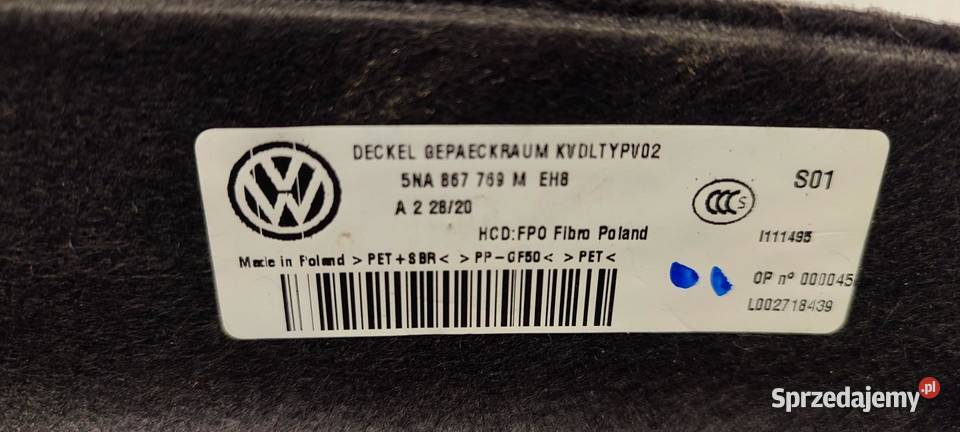 DECKEL GEPAECKRAUM KVDLTYPV02
5NA 867 769 M EH8
A 2 28/20
HCD:FPO Fibro Poland
Made in Poland >PET+SBR< >PP-GF50< >PET<
CCC S
S01
I111495
OP nº 000045
L002718439
Sprzedajemy.pl